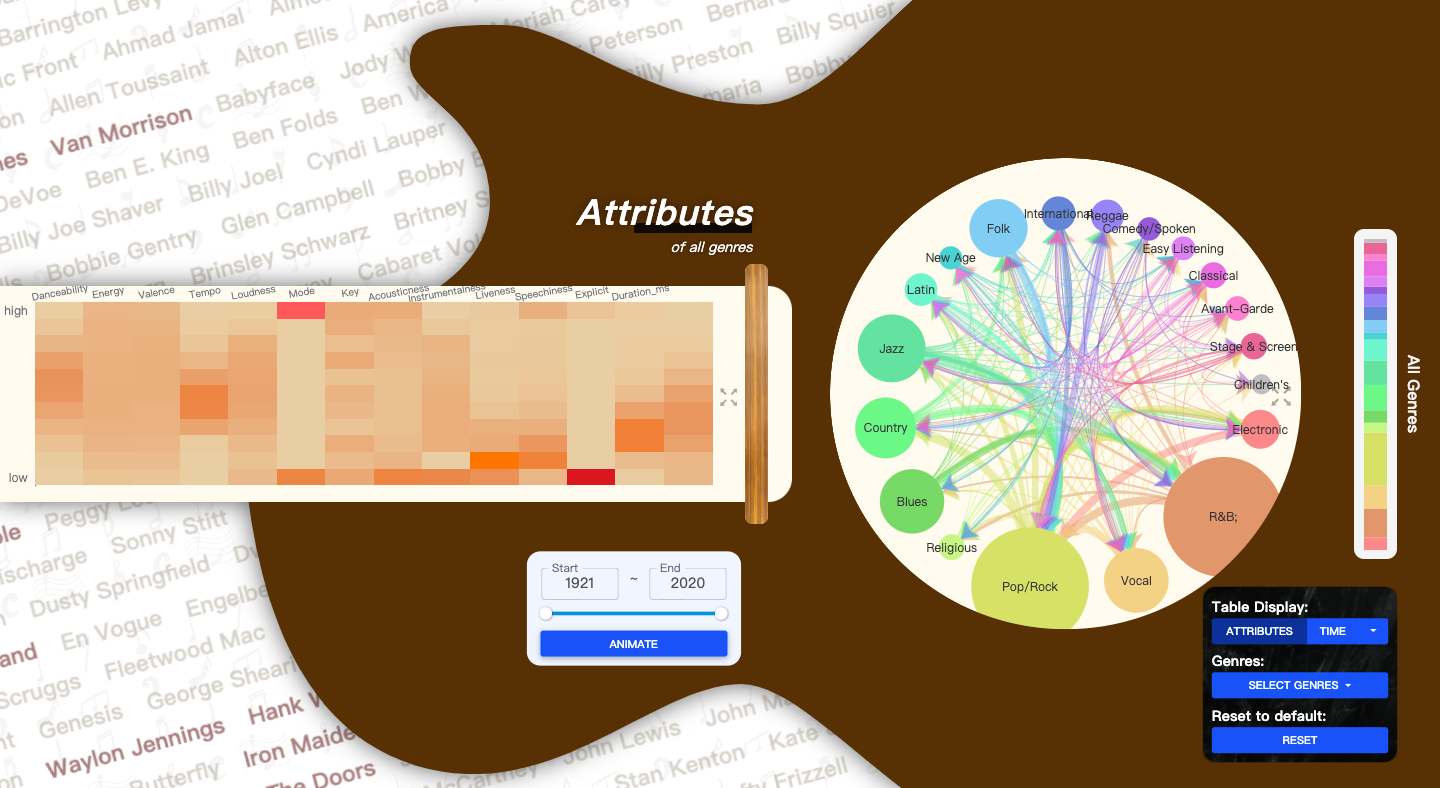 Barrington Levy
America
Mariah Carey
Bernard
Ahmad Jamal
Alton Ellis
Peterson
Billy Squier
ic Front
Allen Toussaint
Babyface
Jody W
Billy Preston
Bobby
Van Morrison
Ben Folds
Ben W
DeVoe
Ben E. King
Cyndi Lauper
Billy Joe Shaver
Billy Joel
Bobby
Glen Campbell
Britney S
Bobbie Gentry
Brinsley Schwarz
Cabaret Vol
Attributes
of all genres
Danceability
Energy
Valence
Tempo
Loudness
Mode
Key
Acousticness
Instrumentalness
Liveness
Speechiness
Explicit
Duration_ms
high
low
Folk
International
Reggae
Comedy/Spoken
Easy Listening
Classical
Avant-Garde
Stage & Screen
Children's
Electronic
R&B;
Vocal
Pop/Rock
Religious
Blues
Country
Jazz
Latin
New Age
All Genres
Start
1921
~
End
2020
ANIMATE
Table Display:
ATTRIBUTES
TIME
Genres:
SELECT GENRES
Reset to default:
RESET
Peggy Le
Sonny Stitt
ischarge
Dusty Springfield
En Vogue
Engelbe
and
Fleetwood Mac
Scruggs
Genesis
George Sheari
Hank W
Waylon Jennings
Iron Maide
Butterfly
The Doors
McCartney
John Lewis
John Ma
Kate
Stan Kenton
Lefty Frizzell